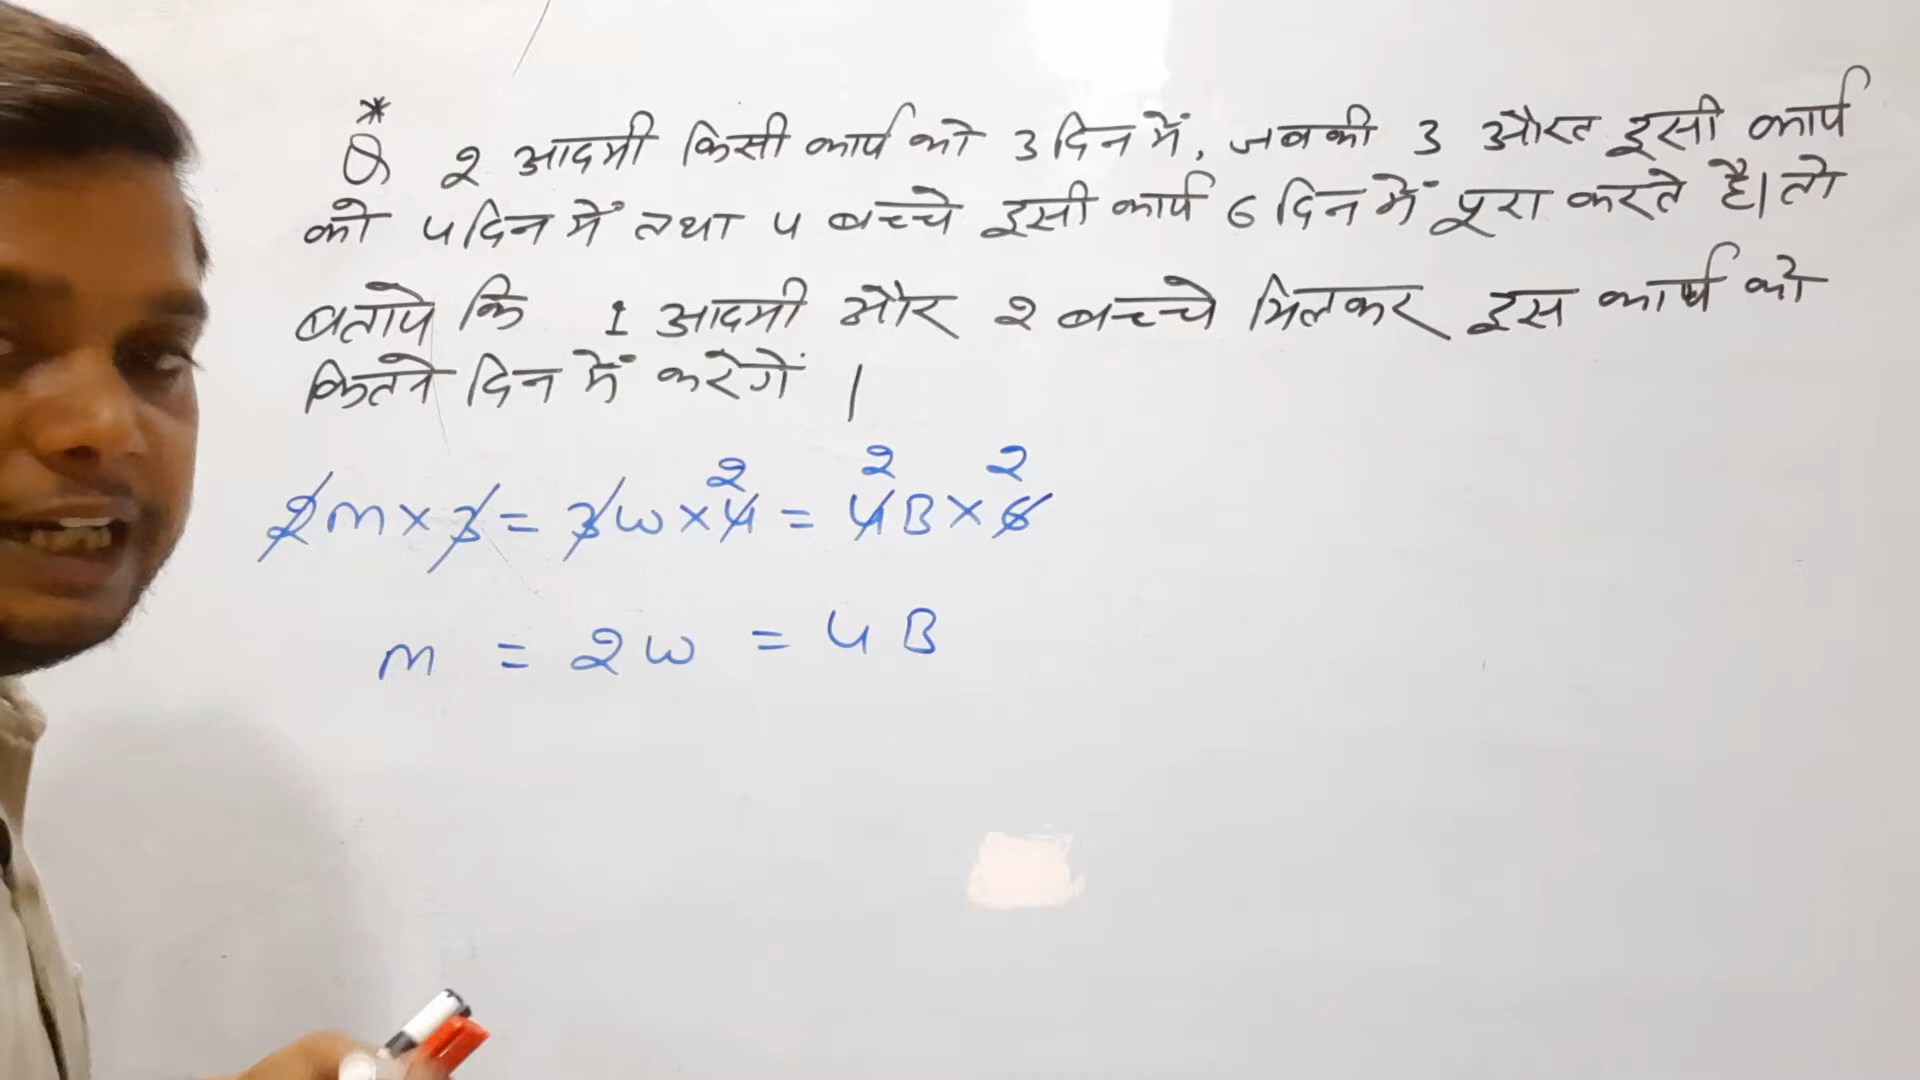 *
Q 2 आदमी किसी कार्य को 3 दिन में, जबकी 3 औरत इसी कार्य
को 4 दिन में तथा 4 बच्चे इसी कार्य 6 दिन में पूरा करते है। तो
बताये कि 1 आदमी और 2 बच्चे मिलकर इस कार्य को
कितने दिन में करेगें |
2 2 2
2m × 3 = 3w × 4 = 4B × 6
m = 2w = 4B